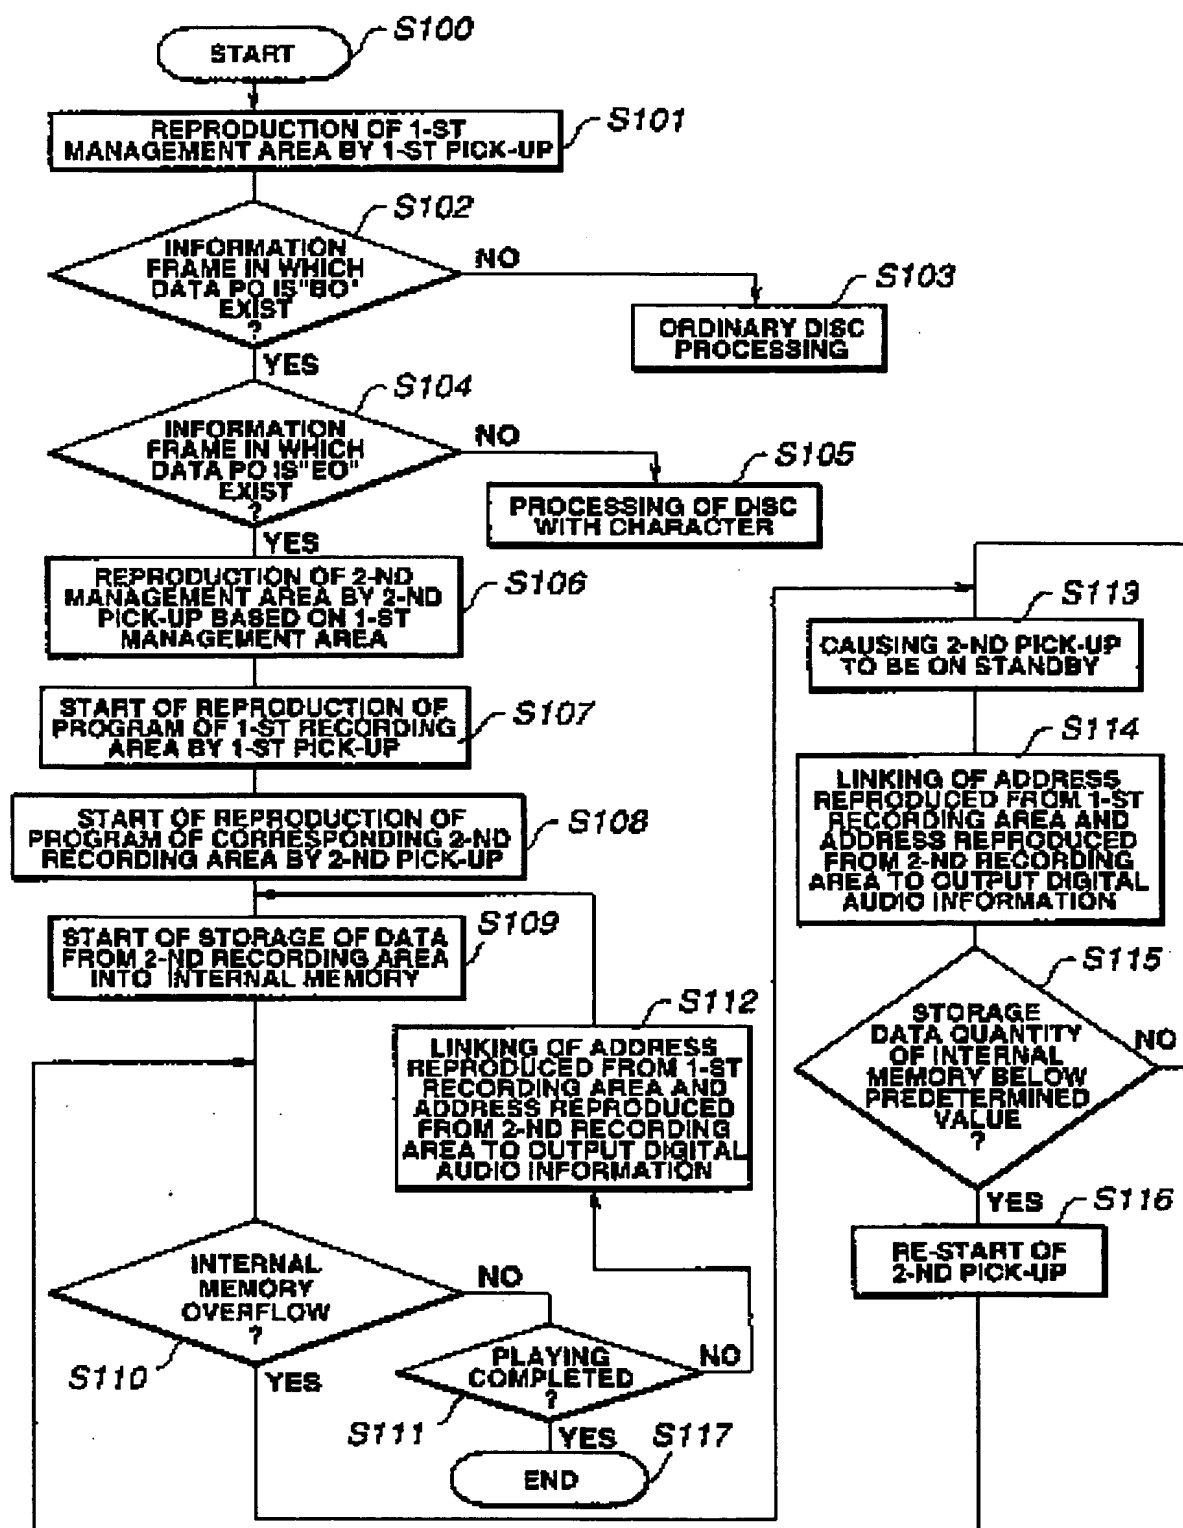 START
S100
REPRODUCTION OF 1-ST
MANAGEMENT AREA BY 1-ST PICK-UP
S101
INFORMATION
FRAME IN WHICH
DATA PO IS"BO"
EXIST
?
S102
NO
YES
ORDINARY DISC
PROCESSING
S103
INFORMATION
FRAME IN WHICH
DATA PO IS"EO"
EXIST
?
S104
NO
YES
PROCESSING OF DISC
WITH CHARACTER
S105
REPRODUCTION OF 2-ND
MANAGEMENT AREA BY 2-ND
PICK-UP BASED ON 1-ST
MANAGEMENT AREA
S106
START OF REPRODUCTION OF
PROGRAM OF 1-ST RECORDING
AREA BY 1-ST PICK-UP
S107
START OF REPRODUCTION OF
PROGRAM OF CORRESPONDING 2-ND
RECORDING AREA BY 2-ND PICK-UP
S108
START OF STORAGE OF DATA
FROM 2-ND RECORDING AREA
INTO INTERNAL MEMORY
S109
INTERNAL
MEMORY
OVERFLOW
?
S110
NO
YES
PLAYING
COMPLETED
?
S111
NO
YES
LINKING OF ADDRESS
REPRODUCED FROM 1-ST
RECORDING AREA AND
ADDRESS REPRODUCED
FROM 2-ND RECORDING
AREA TO OUTPUT DIGITAL
AUDIO INFORMATION
S112
END
S117
CAUSING 2-ND PICK-UP
TO BE ON STANDBY
S113
LINKING OF ADDRESS
REPRODUCED FROM 1-ST
RECORDING AREA AND
ADDRESS REPRODUCED
FROM 2-ND RECORDING
AREA TO OUTPUT DIGITAL
AUDIO INFORMATION
S114
STORAGE
DATA QUANTITY
OF INTERNAL
MEMORY BELOW
PREDETERMINED
VALUE
?
S115
NO
YES
RE-START OF
2-ND PICK-UP
S116